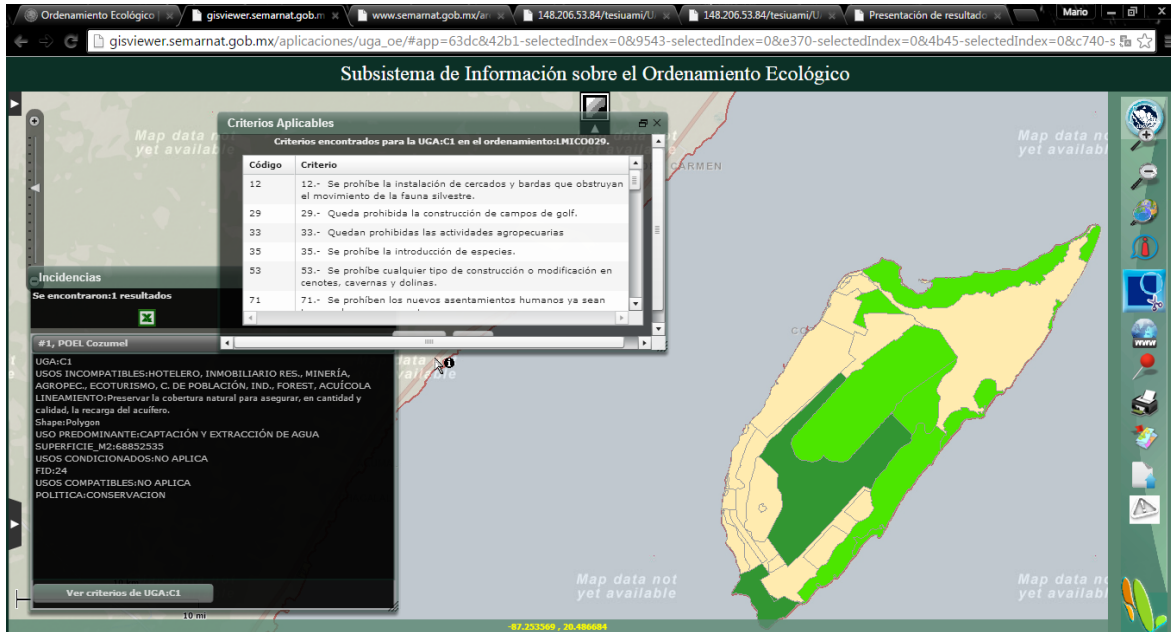 Ordenamiento Ecológico
gisviewer.semarnat.gob.m
www.semarnat.gob.mx/ar
148.206.53.84/tesiuami/U
148.206.53.84/tesiuami/U
Presentación de resultado
Mario
gisviewer.semarnat.gob.mx/aplicaciones/uga_oe/#app=63dc&42b1-selectedIndex=0&9543-selectedIndex=0&e370-selectedIndex=0&4b45-selectedIndex=0&c740-s
Subsistema de Información sobre el Ordenamiento Ecológico
Map data n
yet availabl
Criterios Aplicables
Criterios encontrados para la UGA:C1 en el ordenamiento:LMICO029.
Código Criterio
12 12.- Se prohíbe la instalación de cercados y bardas que obstruyan
el movimiento de la fauna silvestre.
29 29.- Queda prohibida la construcción de campos de golf.
33 33.- Quedan prohibidas las actividades agropecuarias
35 35.- Se prohíbe la introducción de especies.
53 53.- Se prohíbe cualquier tipo de construcción o modificación en
cenotes, cavernas y dolinas.
71 71.- Se prohíben los nuevos asentamientos humanos ya sean
CARMEN
Map data no
yet availabl
WWW
Incidencias
Se encontraron:1 resultados
#1, POEL Cozumel
UGA:C1
USOS INCOMPATIBLES:HOTELERO, INMOBILIARIO RES., MINERÍA,
AGROPEC., ECOTURISMO, C. DE POBLACIÓN, IND., FOREST, ACUÍCOLA
LINEAMIENTO:Preservar la cobertura natural para asegurar, en cantidad y
calidad, la recarga del acuífero.
Shape:Polygon
USO PREDOMINANTE:CAPTACIÓN Y EXTRACCIÓN DE AGUA
SUPERFICIE_M2:68852535
USOS CONDICIONADOS:NO APLICA
FID:24
USOS COMPATIBLES:NO APLICA
POLITICA:CONSERVACION
Ver criterios de UGA:C1
10 mi
Map data not
yet available
Map data no
yet availabl
-87.253569 , 20.486684